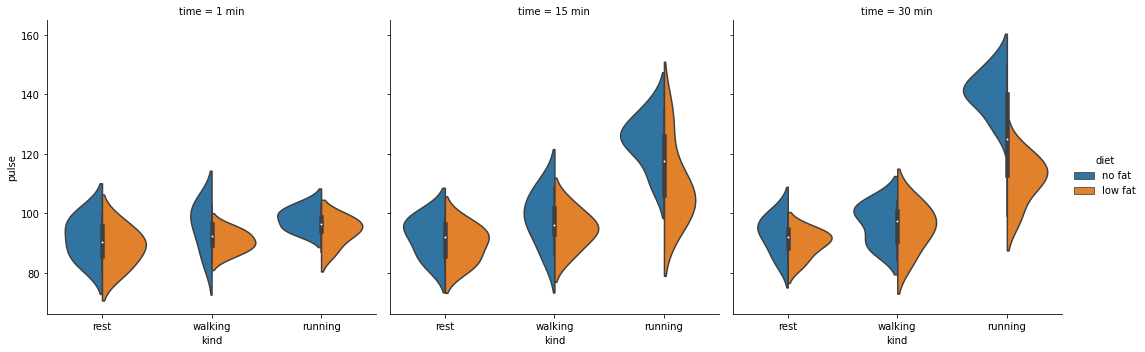 time = 1 min
time = 15 min
time = 30 min
160
140
120
100
80
pulse
rest walking running
kind
rest walking running
kind
rest walking running
kind
diet
no fat
low fat